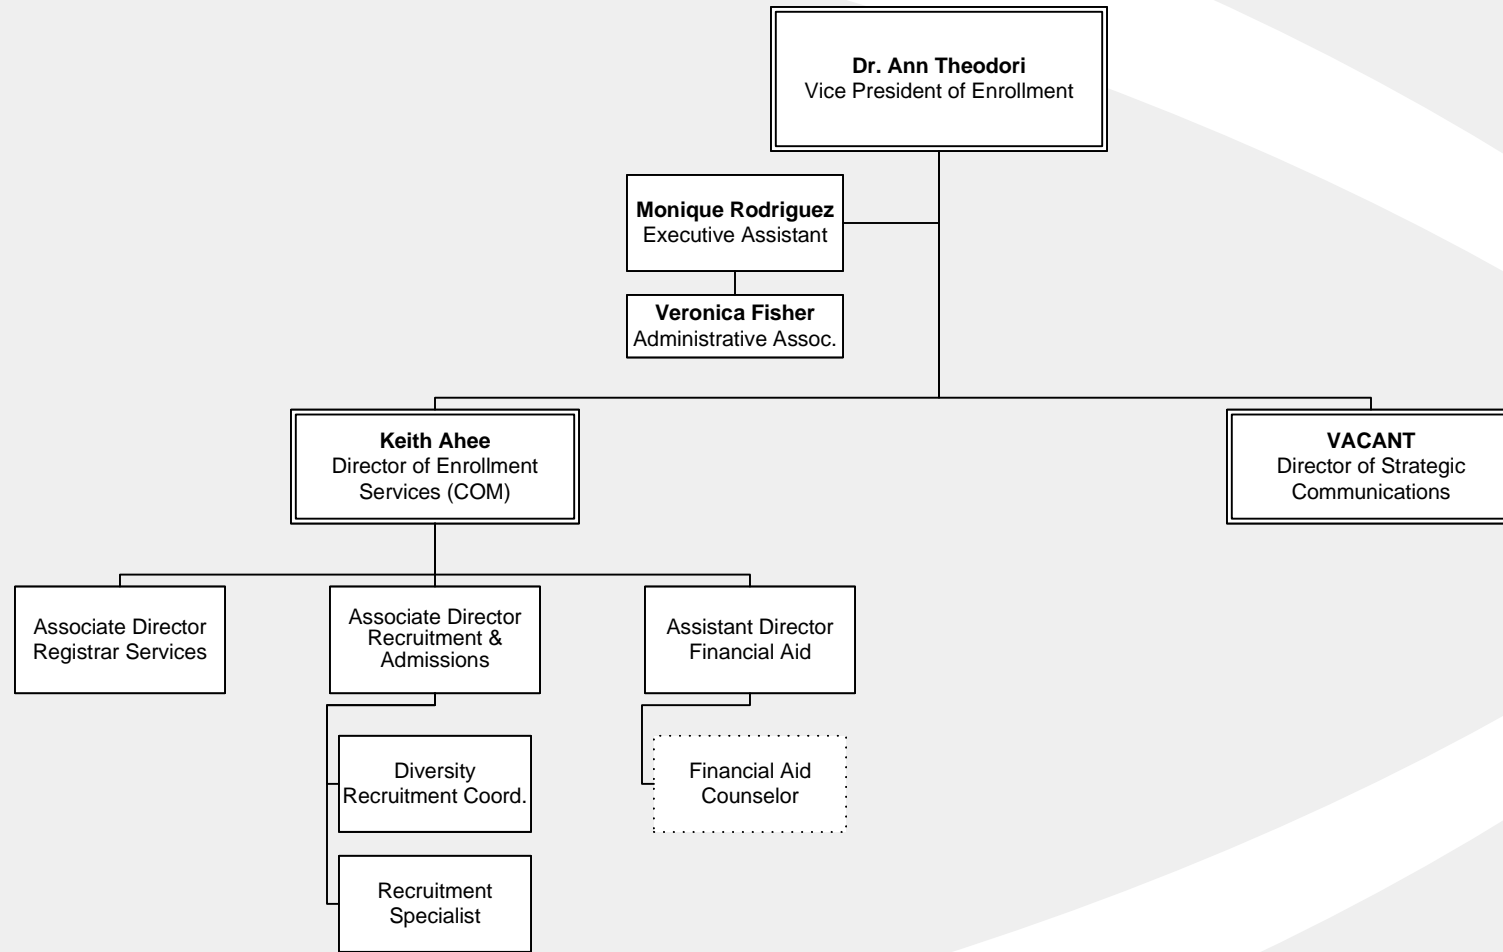 Dr. Ann Theodori
Vice President of Enrollment
Monique Rodriguez
Executive Assistant
Veronica Fisher
Administrative Assoc.
Keith Ahee
Director of Enrollment
Services (COM)
VACANT
Director of Strategic
Communications
Associate Director
Registrar Services
Associate Director
Recruitment &
Admissions
Assistant Director
Financial Aid
Diversity
Recruitment Coord.
Financial Aid
Counselor
Recruitment
Specialist